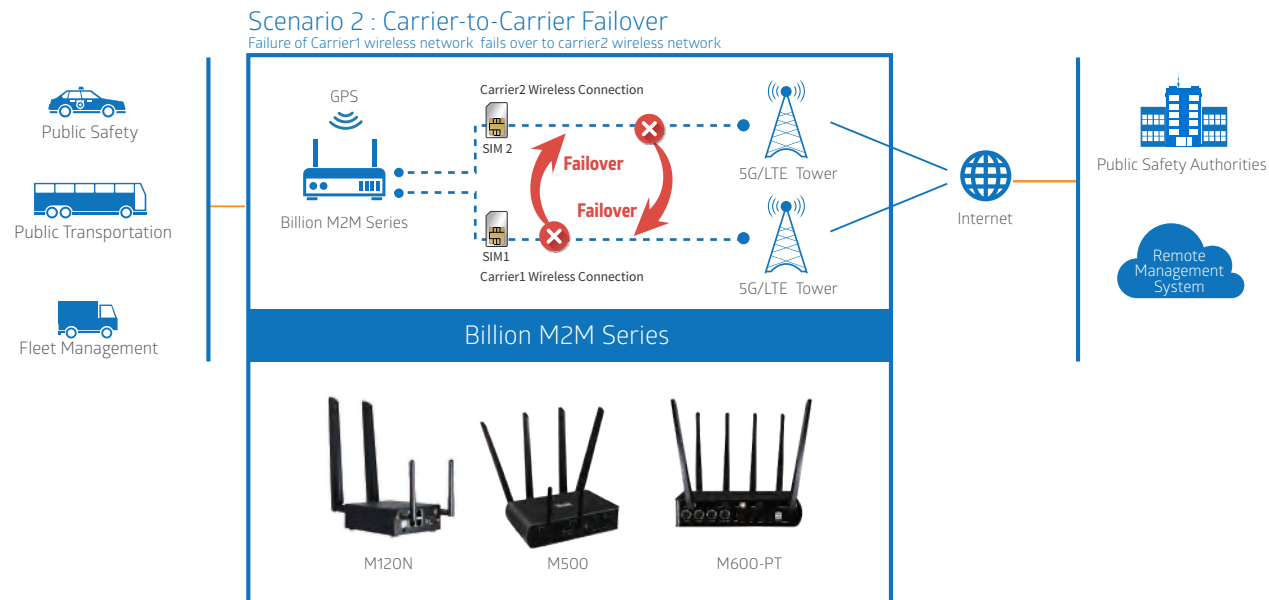 Scenario 2 : Carrier-to-Carrier Failover
Failure of Carrier1 wireless network fails over to carrier2 wireless network
Public Safety
Public Transportation
Fleet Management
GPS
Billion M2M Series
Carrier2 Wireless Connection
SIM 2
Failover
Failover
SIM1
Carrier1 Wireless Connection
5G/LTE Tower
5G/LTE Tower
Internet
Public Safety Authorities
Remote
Management
System
Billion M2M Series
M120N
M500
M600-PT